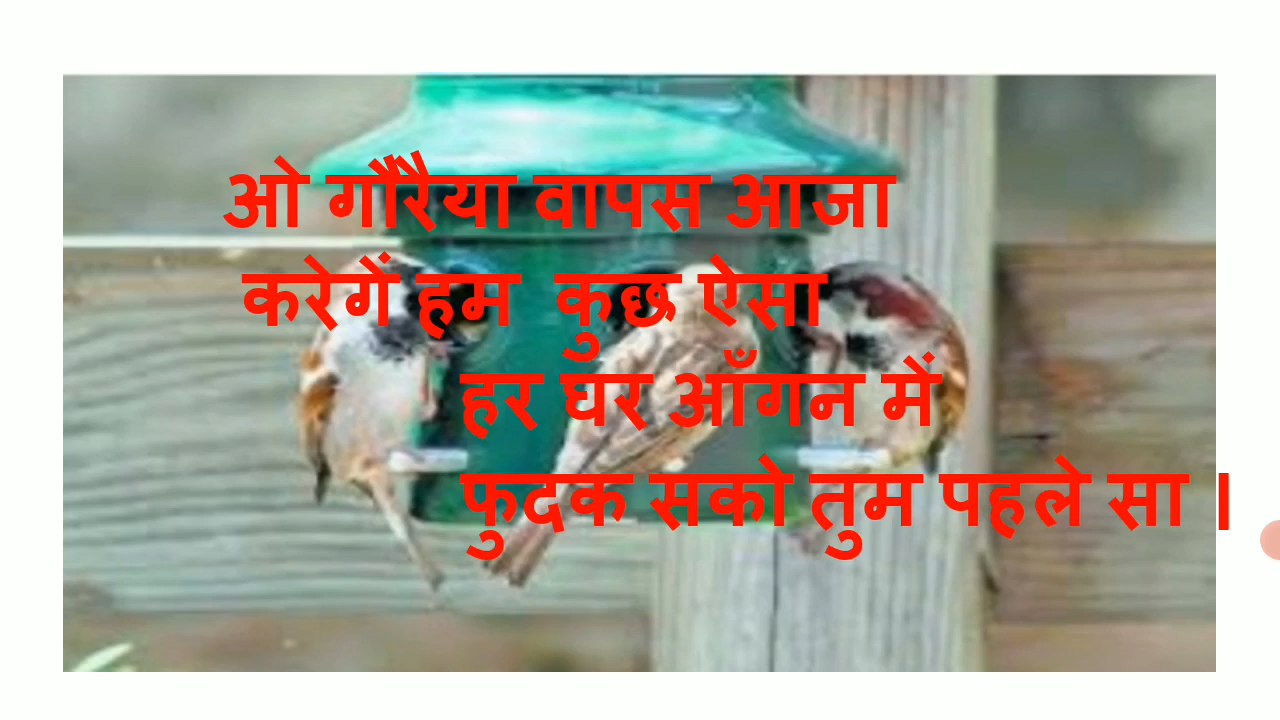 ओ गौरैया वापस आजा
करेगें हम कुछ ऐसा
हर घर आँगन में
फुदक सको तुम पहले सा ।